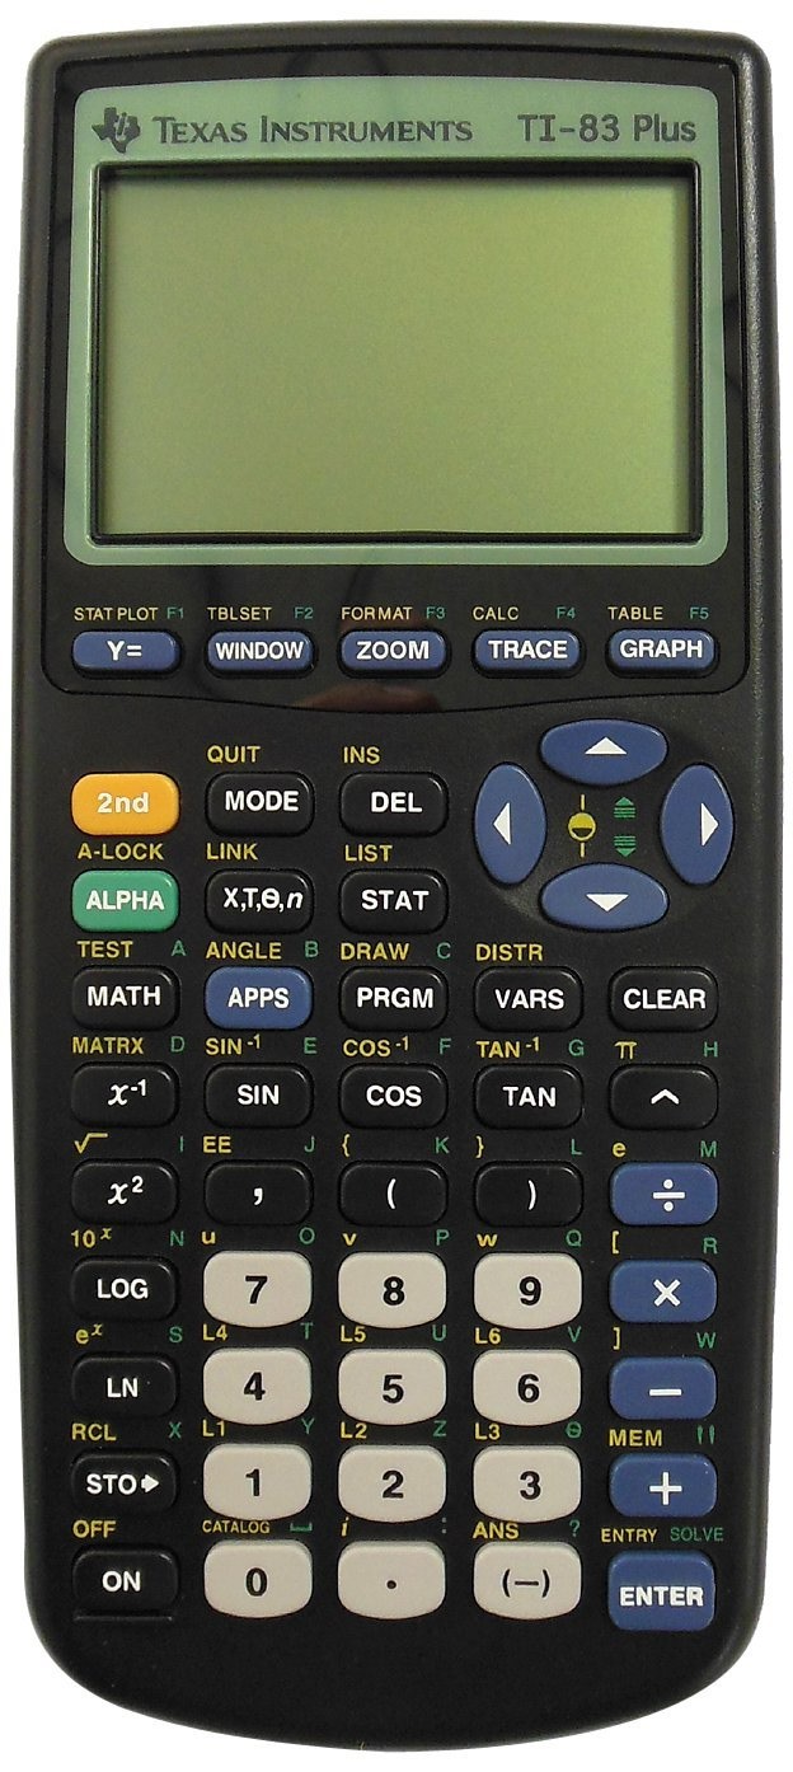 TEXAS INSTRUMENTS TI-83 Plus
STAT PLOT F1 TBLSET F2 FORMAT F3 CALC F4 TABLE F5
Y= WINDOW ZOOM TRACE GRAPH
QUIT INS
2nd MODE DEL
A-LOCK LINK LIST
ALPHA X,T,Θ,n STAT
TEST A ANGLE B DRAW C DISTR
MATH APPS PRGM VARS CLEAR
MATRX D SIN⁻¹ E COS⁻¹ F TAN⁻¹ G π H
x⁻¹ SIN COS TAN ^
√ I EE J { K } L e M
x² , ( ) ÷
10ˣ N u O v P w Q [ R
LOG 7 8 9 ×
eˣ S L4 T L5 U L6 V ] W
LN 4 5 6 −
RCL X L1 Y L2 Z L3 Θ MEM "
STO➧ 1 2 3 +
OFF CATALOG ⎵ i : ANS ? ENTRY SOLVE
ON 0 . (−) ENTER